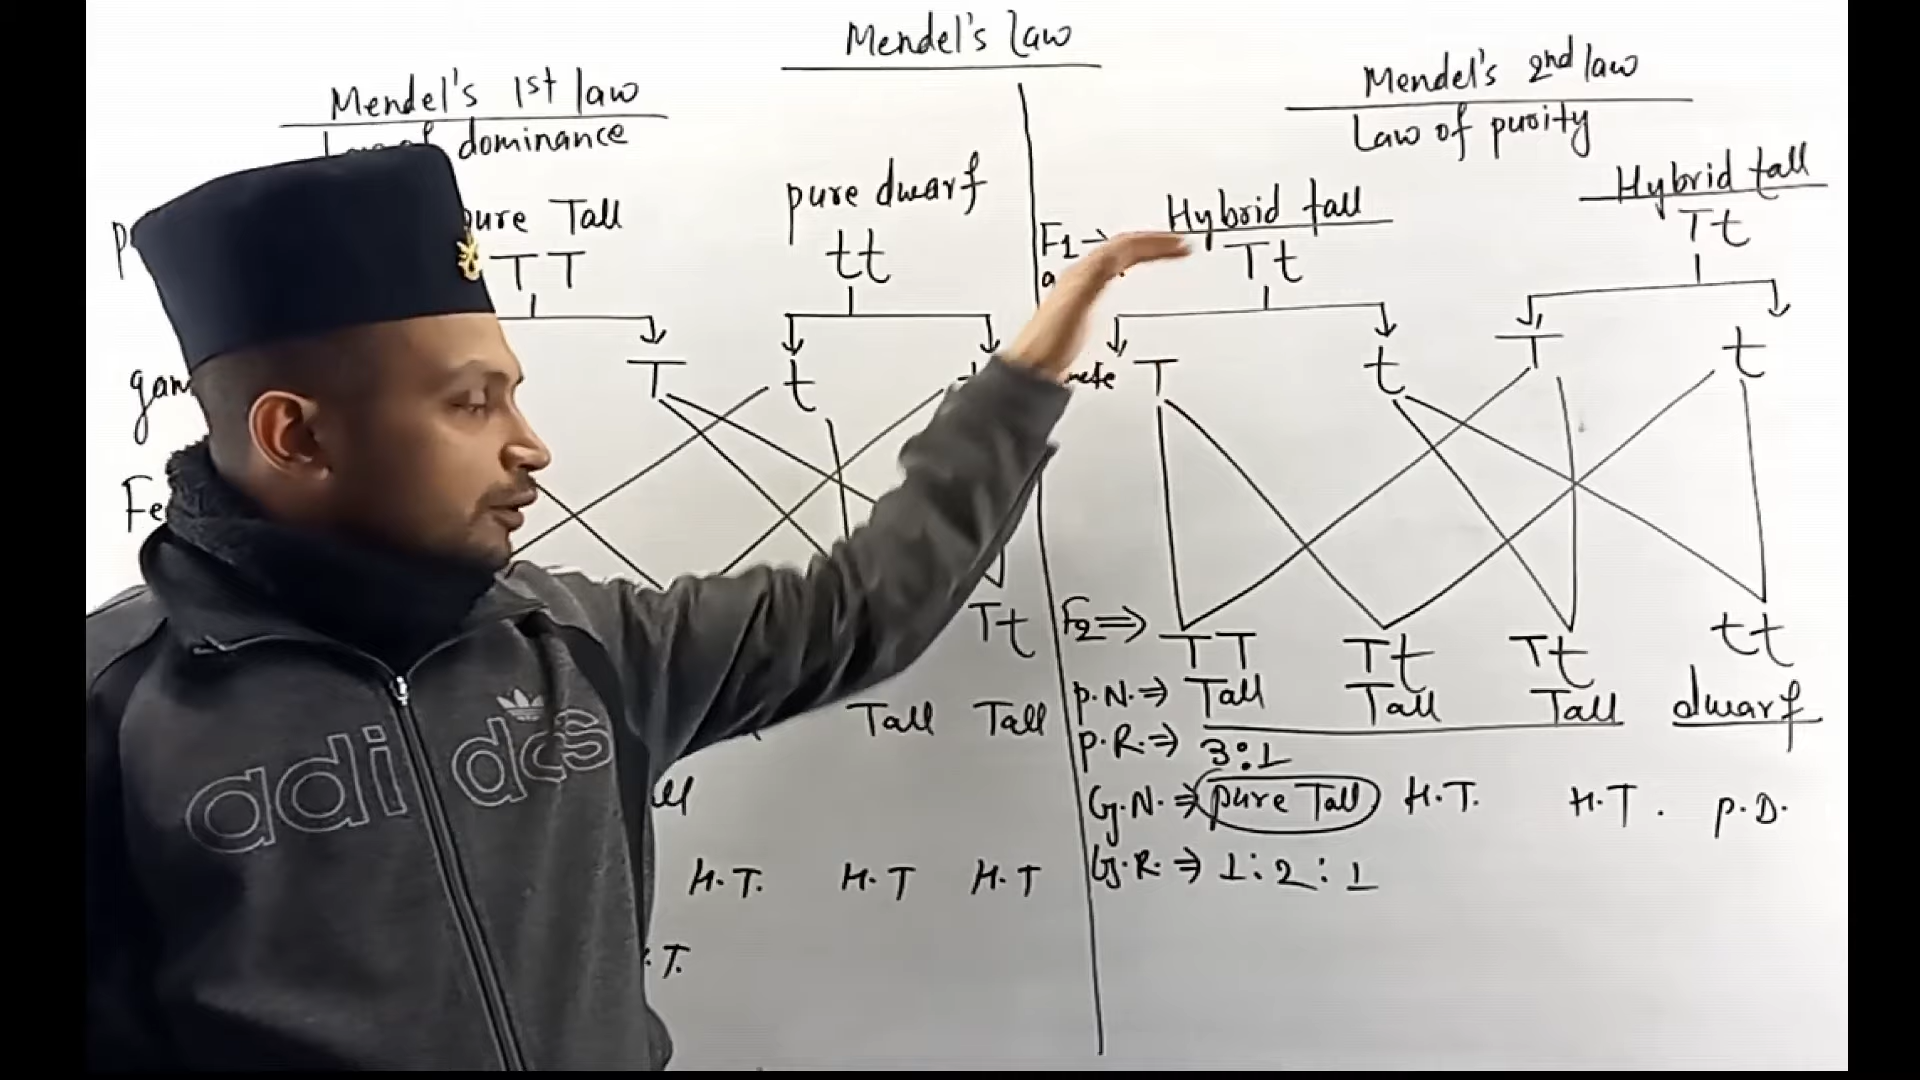 Mendel's law
Mendel's 1st law
dominance
pure Tall
pure dwarf
TT
tt
T
t
Tt
Tall Tall
H.T. H.T H.T
Mendel's 2nd law
Law of purity
Hybrid tall
Hybrid tall
F1→
Tt
Tt
T
t
T
t
F2⇒ TT Tt Tt tt
p.N.⇒ Tall Tall Tall dwarf
p.R.⇒ 3:1
G.N.⇒ pure Tall H.T. H.T. p.D.
G.R.⇒ 1:2:1
adidas